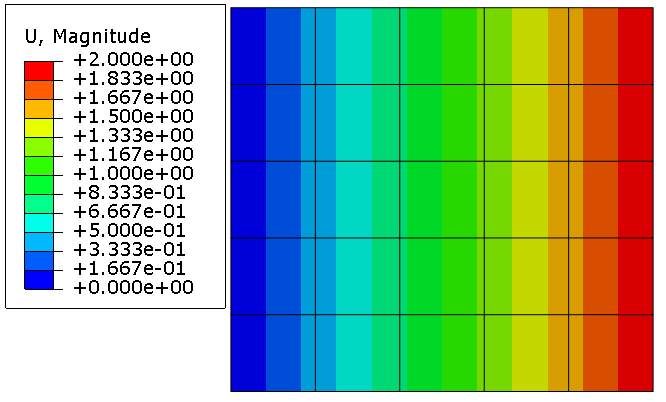 U, Magnitude
+2.000e+00
+1.833e+00
+1.667e+00
+1.500e+00
+1.333e+00
+1.167e+00
+1.000e+00
+8.333e-01
+6.667e-01
+5.000e-01
+3.333e-01
+1.667e-01
+0.000e+00